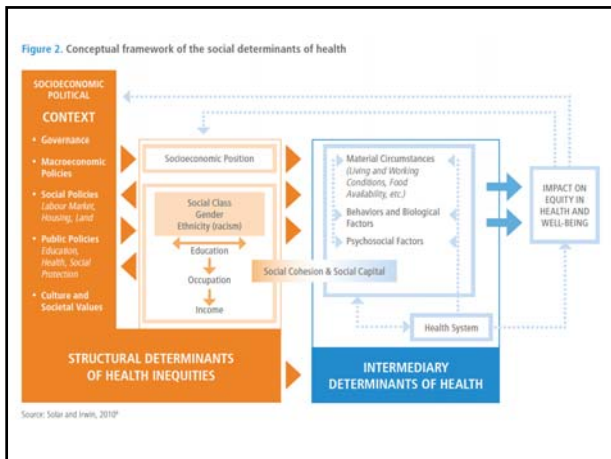 Figure 2. Conceptual framework of the social determinants of health
SOCIOECONOMIC
POLITICAL
CONTEXT
• Governance
• Macroeconomic
Policies
• Social Policies
Labour Market,
Housing, Land
• Public Policies
Education,
Health, Social
Protection
• Culture and
Societal Values
Socioeconomic Position
Social Class
Gender
Ethnicity (racism)
Education
Occupation
Income
Social Cohesion & Social Capital
Material Circumstances
(Living and Working
Conditions, Food
Availability, etc.)
Behaviors and Biological
Factors
Psychosocial Factors
Health System
IMPACT ON
EQUITY IN
HEALTH AND
WELL-BEING
STRUCTURAL DETERMINANTS
OF HEALTH INEQUITIES
INTERMEDIARY
DETERMINANTS OF HEALTH
Source: Solar and Irwin, 2010